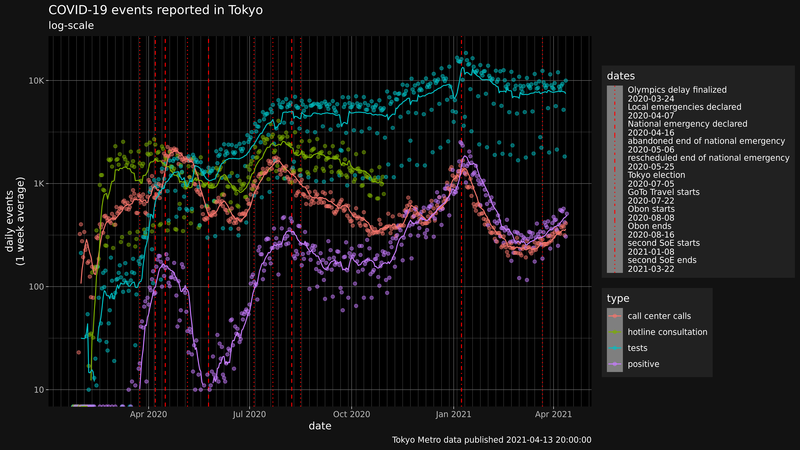 COVID-19 events reported in Tokyo
log-scale
daily events
(1 week average)
10K
1K
100
10
Apr 2020
Jul 2020
Oct 2020
Jan 2021
Apr 2021
date
Tokyo Metro data published 2021-04-13 20:00:00
dates
Olympics delay finalized
2020-03-24
Local emergencies declared
2020-04-07
National emergency declared
2020-04-16
abandoned end of national emergency
2020-05-06
rescheduled end of national emergency
2020-05-25
Tokyo election
2020-07-05
GoTo Travel starts
2020-07-22
Obon starts
2020-08-08
Obon ends
2020-08-16
second SoE starts
2021-01-08
second SoE ends
2021-03-22
type
call center calls
hotline consultation
tests
positive